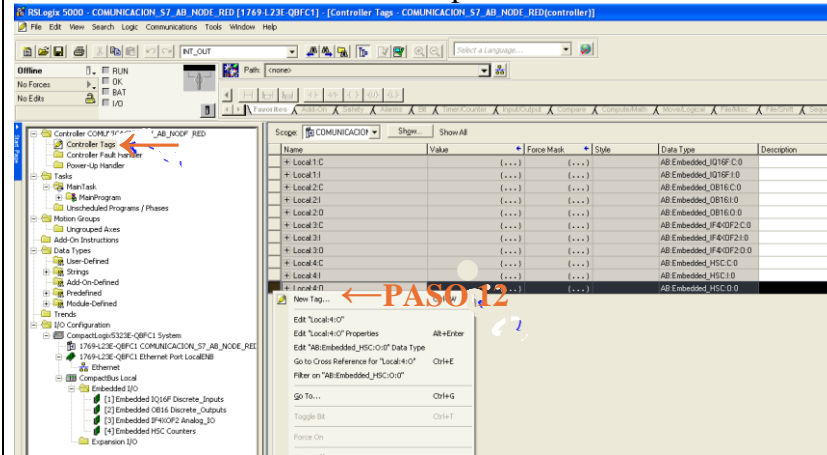 RSLogix 5000 - COMUNICACION_S7_AB_NODE_RED [1769-L23E-QBFC1] - [Controller Tags - COMUNICACION_S7_AB_NODE_RED(controller)]
File Edit View Search Logic Communications Tools Window Help
INT_OUT
Select a Language...
Offline
RUN
Path: <none>
No Forces
OK
No Edits
BAT
I/O
Favorites Add-On Safety Alarms Bit Timer/Counter Input/Output Compare Compute/Math Move/Logical File/Misc. File/Shift Sequ
Start Page
Controller Tags
Controller Fault Handler
Power-Up Handler
Tasks
MainTask
MainProgram
Unscheduled Programs / Phases
Motion Groups
Ungrouped Axes
Add-On Instructions
Data Types
User-Defined
Strings
Add-On-Defined
Predefined
Module-Defined
Trends
I/O Configuration
CompactLogix5323E-QBFC1 System
1769-L23E-QBFC1 COMUNICACION_S7_AB_NODE_RED
1769-L23E-QBFC1 Ethernet Port LocalENB
Ethernet
CompactBus Local
Embedded I/O
[1] Embedded IQ16F Discrete_Inputs
[2] Embedded OB16 Discrete_Outputs
[3] Embedded IF4XOF2 Analog_IO
[4] Embedded HSC Counters
Expansion I/O
Scope: COMUNICACION Show... Show All
Name Value Force Mask Style Data Type Description
Local:1:C {...} {...} AB:Embedded_IQ16F:C:0
Local:1:I {...} {...} AB:Embedded_IQ16F:I:0
Local:2:C {...} {...} AB:Embedded_OB16:C:0
Local:2:I {...} {...} AB:Embedded_OB16:I:0
Local:2:O {...} {...} AB:Embedded_OB16:O:0
Local:3:C {...} {...} AB:Embedded_IF4XOF2:C:0
Local:3:I {...} {...} AB:Embedded_IF4XOF2:I:0
Local:3:O {...} {...} AB:Embedded_IF4XOF2:O:0
Local:4:C {...} {...} AB:Embedded_HSC:C:0
Local:4:I {...} {...} AB:Embedded_HSC:I:0
Local:4:O {...} {...} AB:Embedded_HSC:O:0
New Tag... Ctrl+W
PASO 12
Edit "Local:4:O"
Edit "Local:4:O" Properties Alt+Enter
Edit "AB:Embedded_HSC:O:0" Data Type
Go to Cross Reference for "Local:4:O" Ctrl+E
Filter on "AB:Embedded_HSC:O:0"
Go To... Ctrl+G
Toggle Bit Ctrl+T
Force On